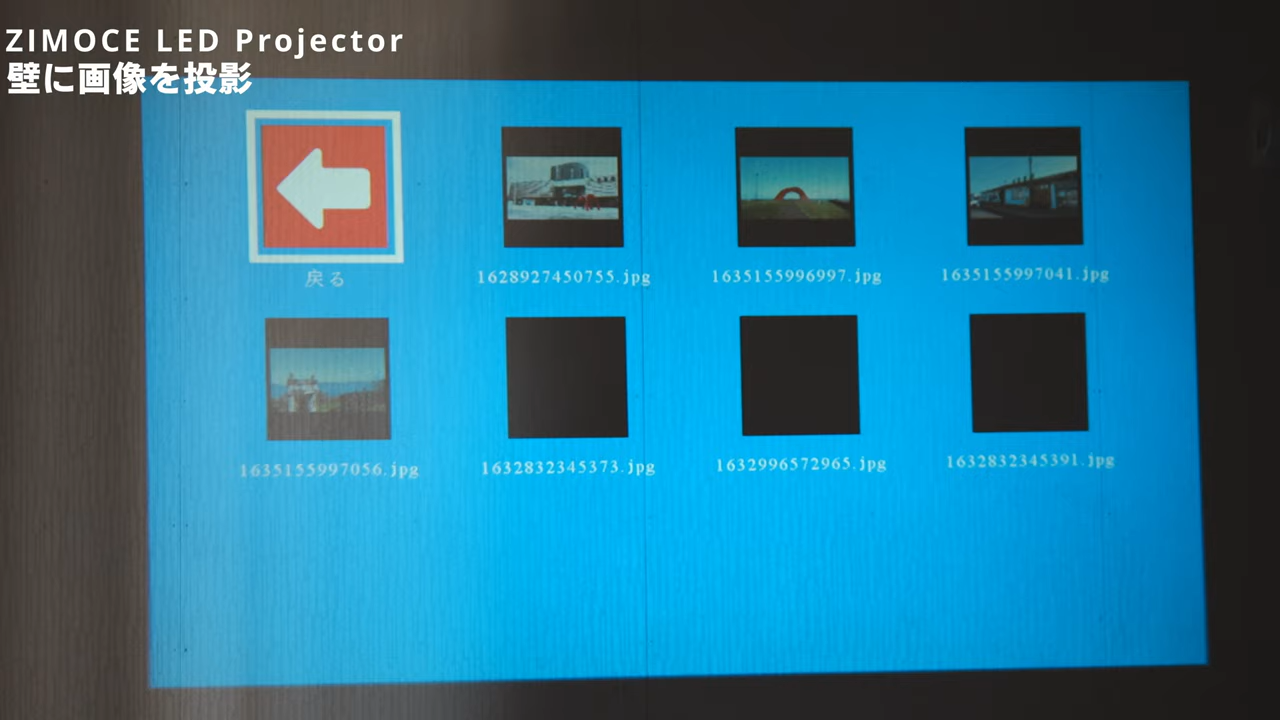 ZIMOCE LED Projector
壁に画像を投影
戻る
1628927450755.jpg
1635155996997.jpg
1635155997041.jpg
1635155997056.jpg
1632832345373.jpg
1632996572965.jpg
1632832345391.jpg